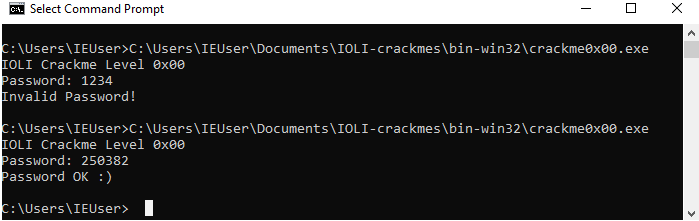 Select Command Prompt
C:\Users\IEUser>C:\Users\IEUser\Documents\IOLI-crackmes\bin-win32\crackme0x00.exe
IOLI Crackme Level 0x00
Password: 1234
Invalid Password!
C:\Users\IEUser>C:\Users\IEUser\Documents\IOLI-crackmes\bin-win32\crackme0x00.exe
IOLI Crackme Level 0x00
Password: 250382
Password OK :)
C:\Users\IEUser>